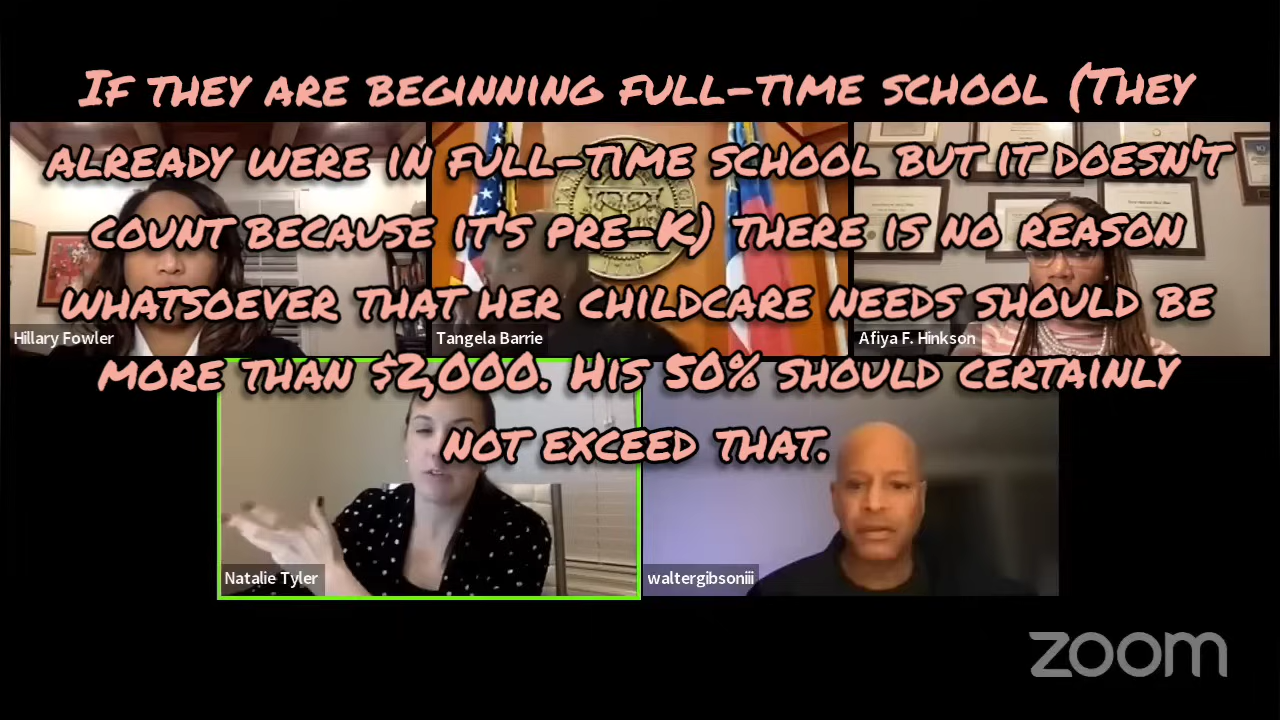 If they are beginning full-time school (They
already were in full-time school but it doesn't
count because it's pre-K) there is no reason
whatsoever that her childcare needs should be
more than $2,000. His 50% should certainly
not exceed that.
Hillary Fowler
Tangela Barrie
Afiya F. Hinkson
Natalie Tyler
waltergibsoniii
zoom